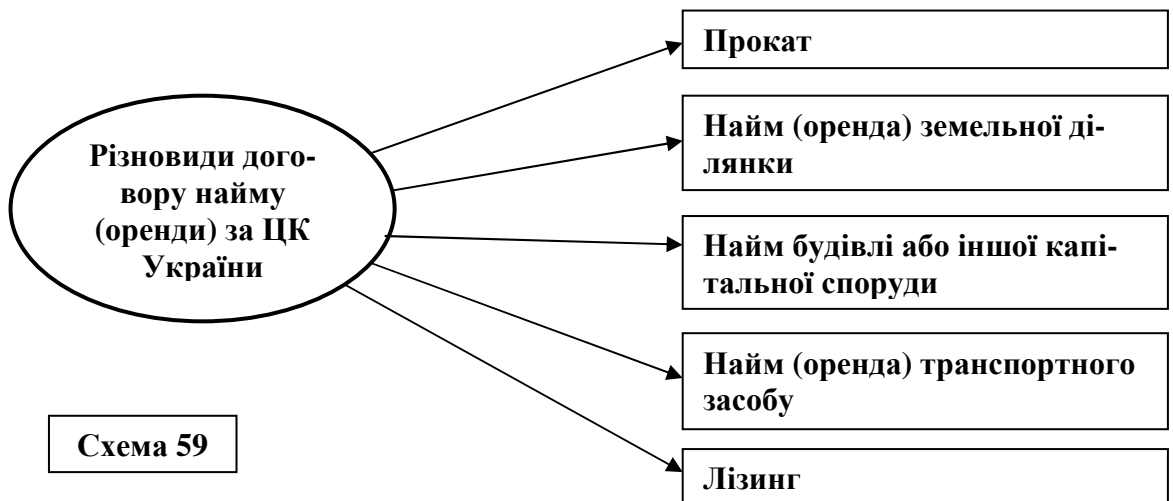 Різновиди дого-
вору найму
(оренди) за ЦК
України
Прокат
Найм (оренда) земельної ді-
лянки
Найм будівлі або іншої капі-
тальної споруди
Найм (оренда) транспортного
засобу
Лізинг
Схема 59